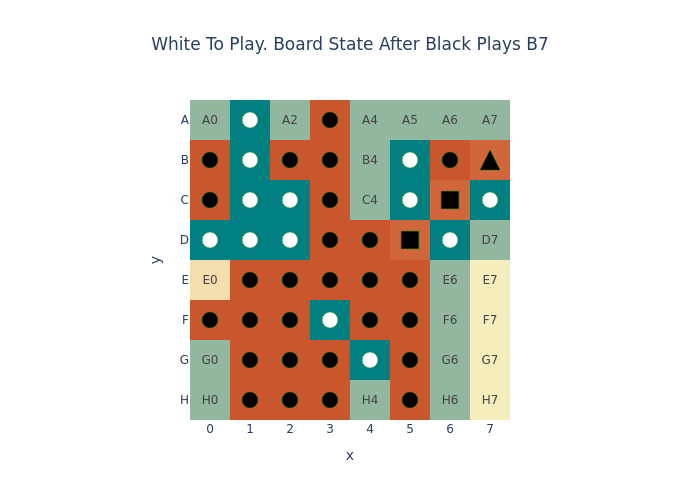 White To Play. Board State After Black Plays B7
A A0 A2 A4 A5 A6 A7
B B4
C C4
D D7
E E0 E6 E7
F F6 F7
G G0 G6 G7
H H0 H4 H6 H7
0 1 2 3 4 5 6 7
x
y